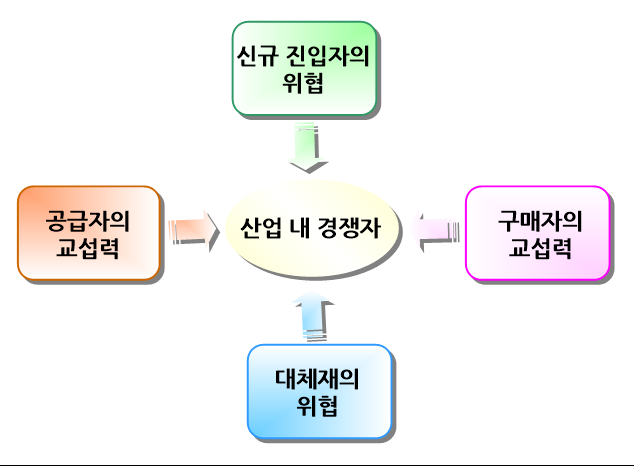 신규 진입자의
위협
공급자의
교섭력
산업 내 경쟁자
구매자의
교섭력
대체재의
위협